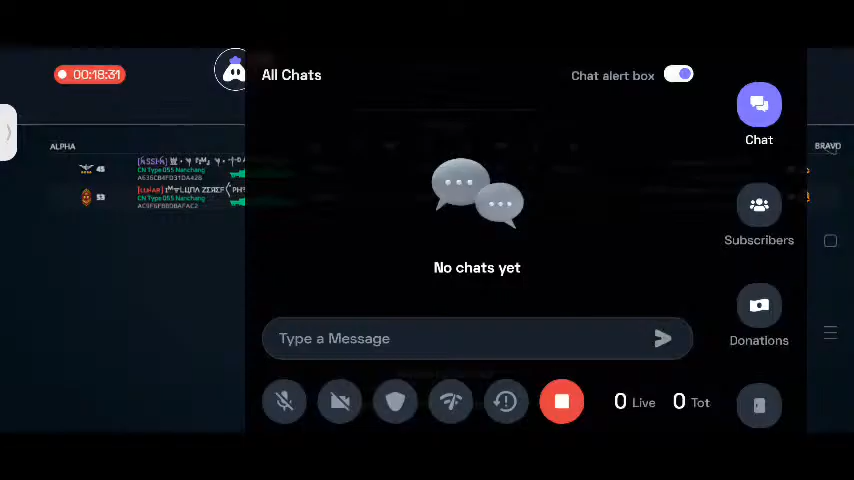 00:18:31
All Chats
Chat alert box
Chat
ALPHA
BRAVO
45
CN Type 055 Nanchang
53
CN Type 055 Nanchang
Subscribers
No chats yet
Type a Message
Donations
0 Live 0 Tot